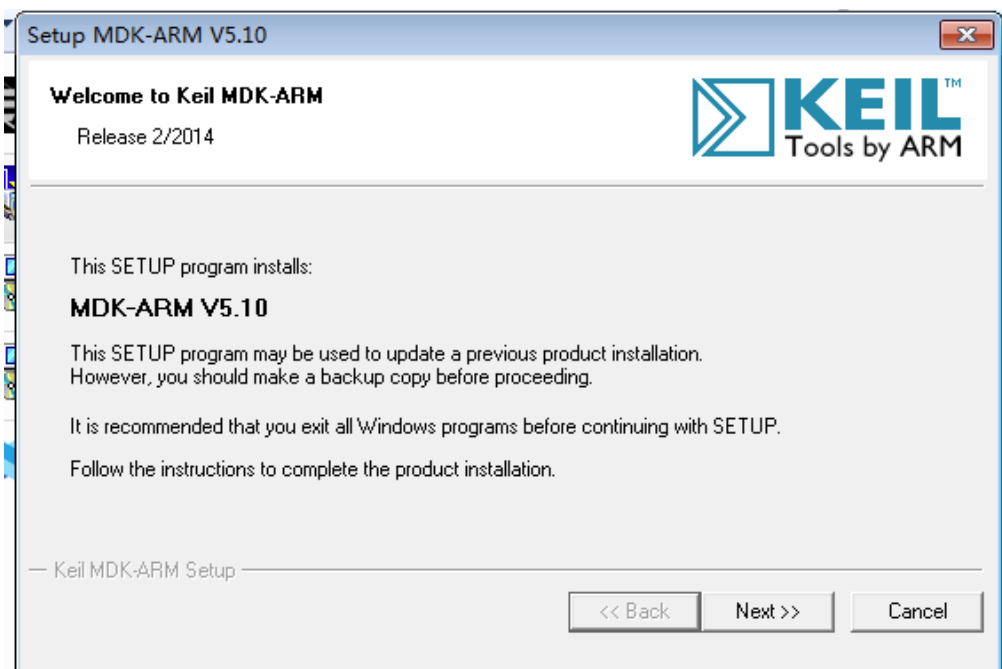 Setup MDK-ARM V5.10
Welcome to Keil MDK-ARM
Release 2/2014
KEIL™
Tools by ARM
This SETUP program installs:
MDK-ARM V5.10
This SETUP program may be used to update a previous product installation.
However, you should make a backup copy before proceeding.
It is recommended that you exit all Windows programs before continuing with SETUP.
Follow the instructions to complete the product installation.
Keil MDK-ARM Setup
<< Back
Next >>
Cancel